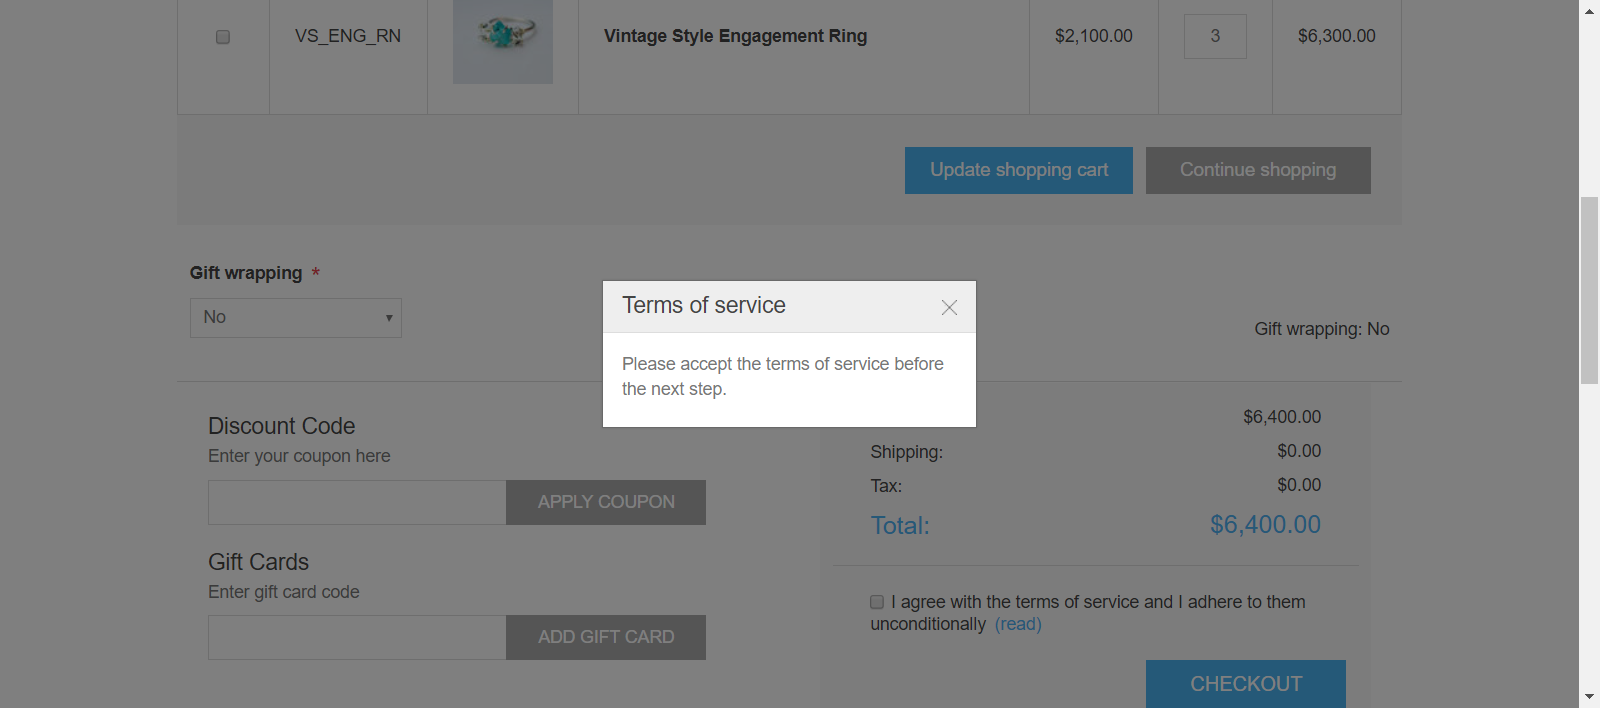 VS_ENG_RN Vintage Style Engagement Ring $2,100.00 3 $6,300.00
Update shopping cart Continue shopping
Gift wrapping *
No
Gift wrapping: No
Terms of service
Please accept the terms of service before
the next step.
Discount Code
Enter your coupon here
APPLY COUPON
Gift Cards
Enter gift card code
ADD GIFT CARD
$6,400.00
Shipping: $0.00
Tax: $0.00
Total: $6,400.00
I agree with the terms of service and I adhere to them
unconditionally (read)
CHECKOUT